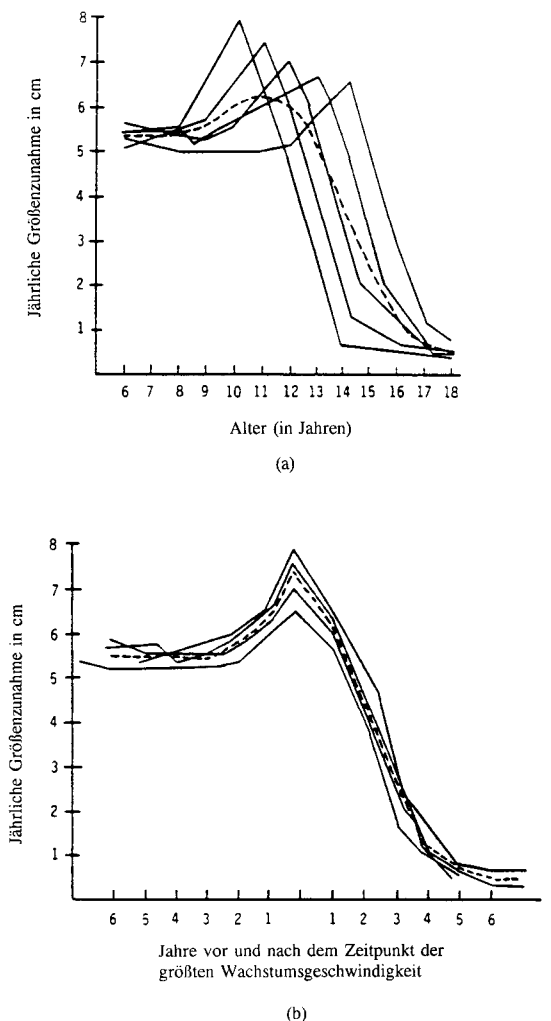 8
7
6
5
4
3
2
1
Jährliche Größenzunahme in cm
6 7 8 9 10 11 12 13 14 15 16 17 18
Alter (in Jahren)
(a)
8
7
6
5
4
3
2
1
Jährliche Größenzunahme in cm
6 5 4 3 2 1 1 2 3 4 5 6
Jahre vor und nach dem Zeitpunkt der
größten Wachstumsgeschwindigkeit
(b)